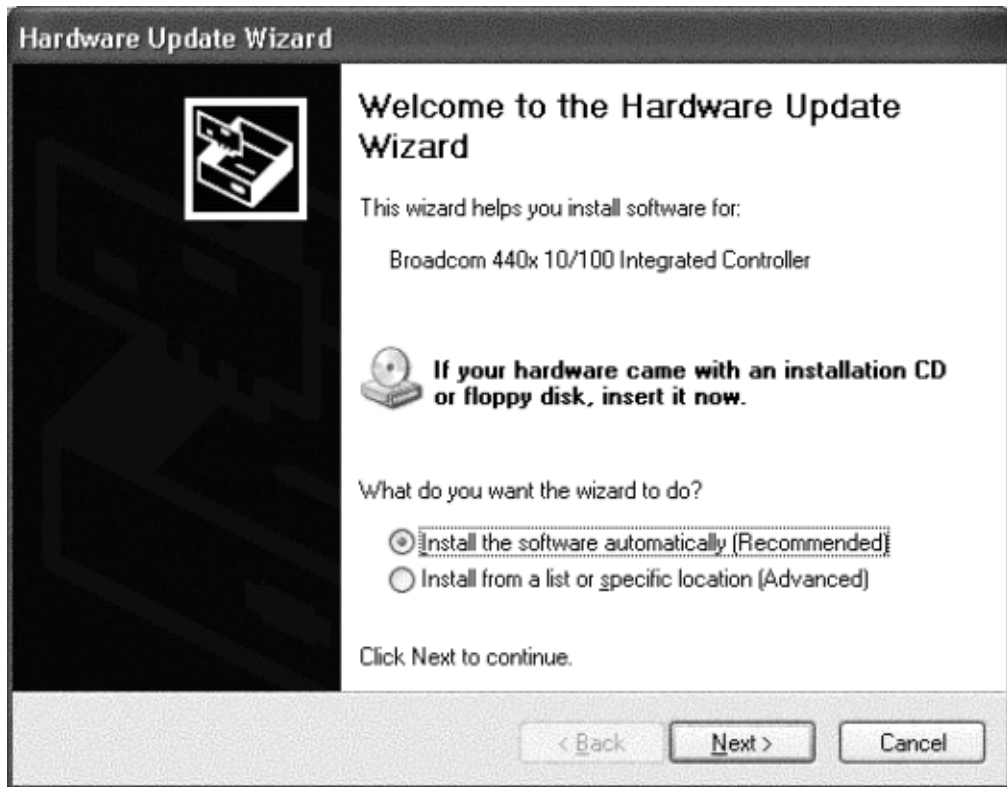 Hardware Update Wizard
Welcome to the Hardware Update
Wizard
This wizard helps you install software for:
Broadcom 440x 10/100 Integrated Controller
If your hardware came with an installation CD
or floppy disk, insert it now.
What do you want the wizard to do?
Install the software automatically (Recommended)
Install from a list or specific location (Advanced)
Click Next to continue.
< Back
Next >
Cancel